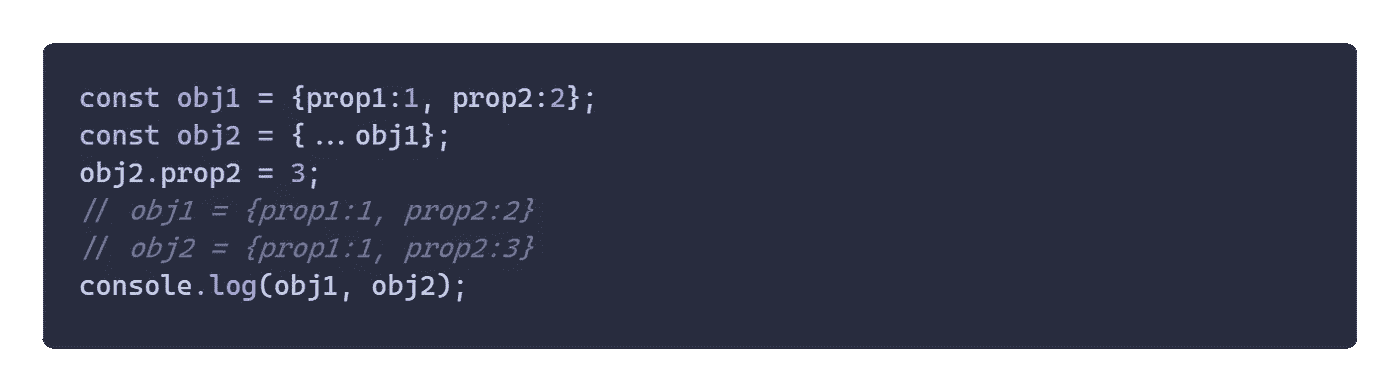 const obj1 = {prop1:1, prop2:2};
const obj2 = {...obj1};
obj2.prop2 = 3;
// obj1 = {prop1:1, prop2:2}
// obj2 = {prop1:1, prop2:3}
console.log(obj1, obj2);